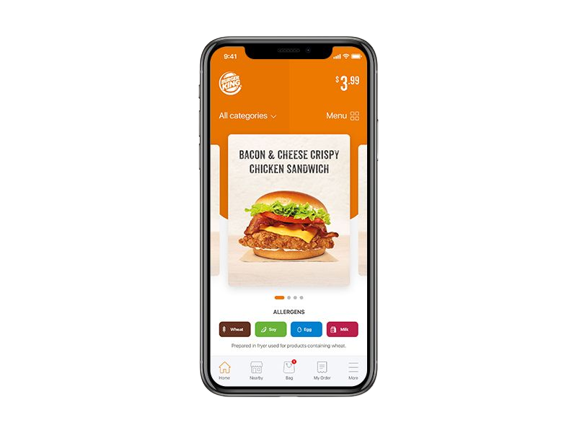 9:41
BURGER
KING
$3.99
All categories
Menu
BACON & CHEESE CRISPY
CHICKEN SANDWICH
ALLERGENS
Wheat
Soy
Egg
Milk
Prepared in fryer used for products containing wheat.
Home
Nearby
Bag
My Order
More